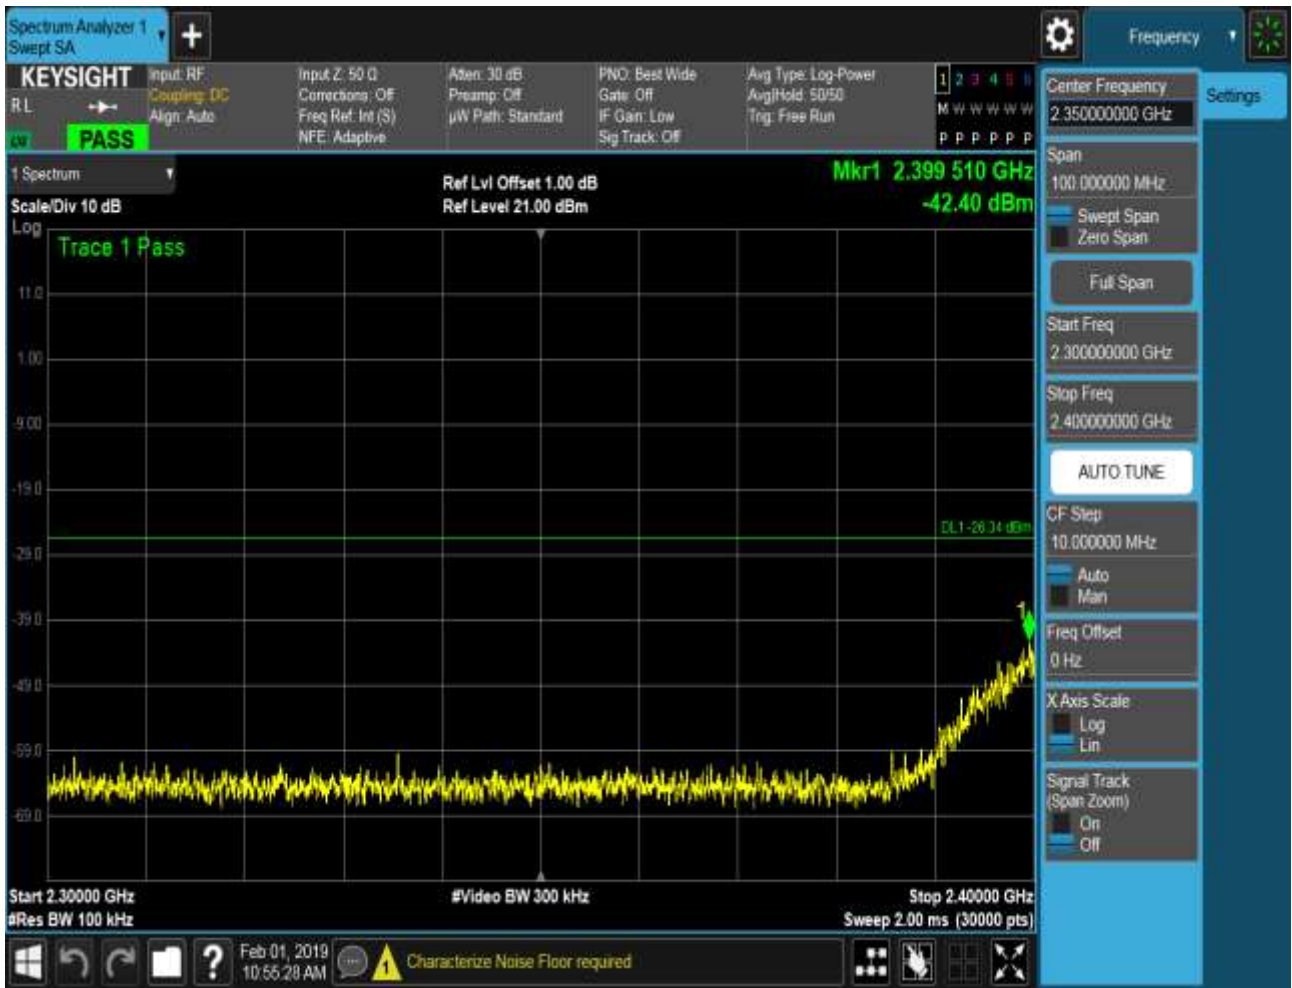 Spectrum Analyzer 1
Swept SA
Frequency
KEYSIGHT
R L
PASS
Input: RF
Coupling: DC
Align: Auto
Input Z: 50 Ω
Corrections: Off
Freq Ref: Int (S)
NFE: Adaptive
Atten: 30 dB
Preamp: Off
µW Path: Standard
PNO: Best Wide
Gate: Off
IF Gain: Low
Sig Track: Off
Avg Type: Log-Power
Avg|Hold: 50/50
Trig: Free Run
1 2 3 4 5 6
M W W W W W
P P P P P P
1 Spectrum
Scale/Div 10 dB
Log
Ref Lvl Offset 1.00 dB
Ref Level 21.00 dBm
Mkr1 2.399 510 GHz
-42.40 dBm
Trace 1 Pass
11.0
1.00
-9.00
-19.0
DL1 -26.34 dBm
-29.0
-39.0
1
-49.0
-59.0
-69.0
Start 2.30000 GHz
#Res BW 100 kHz
#Video BW 300 kHz
Stop 2.40000 GHz
Sweep 2.00 ms (30000 pts)
Feb 01, 2019
10:55:28 AM
Characterize Noise Floor required
Settings
Center Frequency
2.350000000 GHz
Span
100.000000 MHz
Swept Span
Zero Span
Full Span
Start Freq
2.300000000 GHz
Stop Freq
2.400000000 GHz
AUTO TUNE
CF Step
10.000000 MHz
Auto
Man
Freq Offset
0 Hz
X Axis Scale
Log
Lin
Signal Track
(Span Zoom)
On
Off